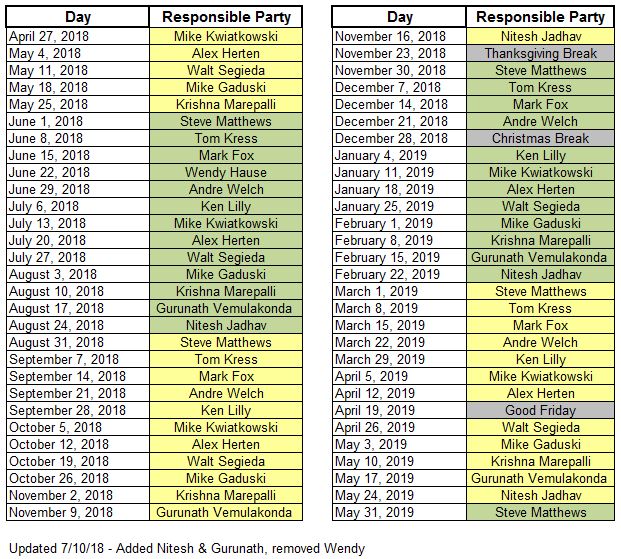 Day Responsible Party
April 27, 2018 Mike Kwiatkowski
May 4, 2018 Alex Herten
May 11, 2018 Walt Segieda
May 18, 2018 Mike Gaduski
May 25, 2018 Krishna Marepalli
June 1, 2018 Steve Matthews
June 8, 2018 Tom Kress
June 15, 2018 Mark Fox
June 22, 2018 Wendy Hause
June 29, 2018 Andre Welch
July 6, 2018 Ken Lilly
July 13, 2018 Mike Kwiatkowski
July 20, 2018 Alex Herten
July 27, 2018 Walt Segieda
August 3, 2018 Mike Gaduski
August 10, 2018 Krishna Marepalli
August 17, 2018 Gurunath Vemulakonda
August 24, 2018 Nitesh Jadhav
August 31, 2018 Steve Matthews
September 7, 2018 Tom Kress
September 14, 2018 Mark Fox
September 21, 2018 Andre Welch
September 28, 2018 Ken Lilly
October 5, 2018 Mike Kwiatkowski
October 12, 2018 Alex Herten
October 19, 2018 Walt Segieda
October 26, 2018 Mike Gaduski
November 2, 2018 Krishna Marepalli
November 9, 2018 Gurunath Vemulakonda
Day Responsible Party
November 16, 2018 Nitesh Jadhav
November 23, 2018 Thanksgiving Break
November 30, 2018 Steve Matthews
December 7, 2018 Tom Kress
December 14, 2018 Mark Fox
December 21, 2018 Andre Welch
December 28, 2018 Christmas Break
January 4, 2019 Ken Lilly
January 11, 2019 Mike Kwiatkowski
January 18, 2019 Alex Herten
January 25, 2019 Walt Segieda
February 1, 2019 Mike Gaduski
February 8, 2019 Krishna Marepalli
February 15, 2019 Gurunath Vemulakonda
February 22, 2019 Nitesh Jadhav
March 1, 2019 Steve Matthews
March 8, 2019 Tom Kress
March 15, 2019 Mark Fox
March 22, 2019 Andre Welch
March 29, 2019 Ken Lilly
April 5, 2019 Mike Kwiatkowski
April 12, 2019 Alex Herten
April 19, 2019 Good Friday
April 26, 2019 Walt Segieda
May 3, 2019 Mike Gaduski
May 10, 2019 Krishna Marepalli
May 17, 2019 Gurunath Vemulakonda
May 24, 2019 Nitesh Jadhav
May 31, 2019 Steve Matthews
Updated 7/10/18 - Added Nitesh & Gurunath, removed Wendy